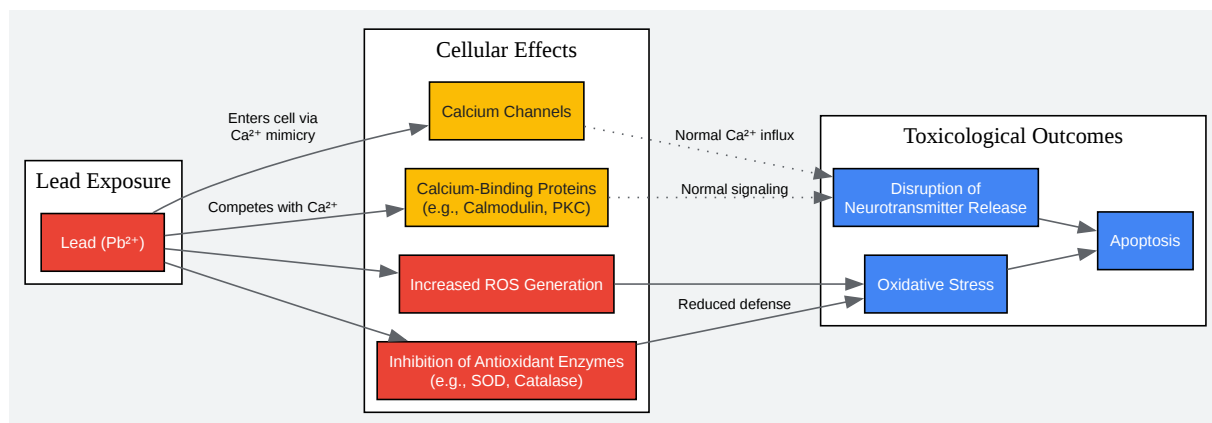 Lead Exposure
Lead (Pb²⁺)
Enters cell via
Ca²⁺ mimicry
Competes with Ca²⁺
Cellular Effects
Calcium Channels
Calcium-Binding Proteins
(e.g., Calmodulin, PKC)
Increased ROS Generation
Inhibition of Antioxidant Enzymes
(e.g., SOD, Catalase)
Normal Ca²⁺ influx
Normal signaling
Reduced defense
Toxicological Outcomes
Disruption of
Neurotransmitter Release
Oxidative Stress
Apoptosis